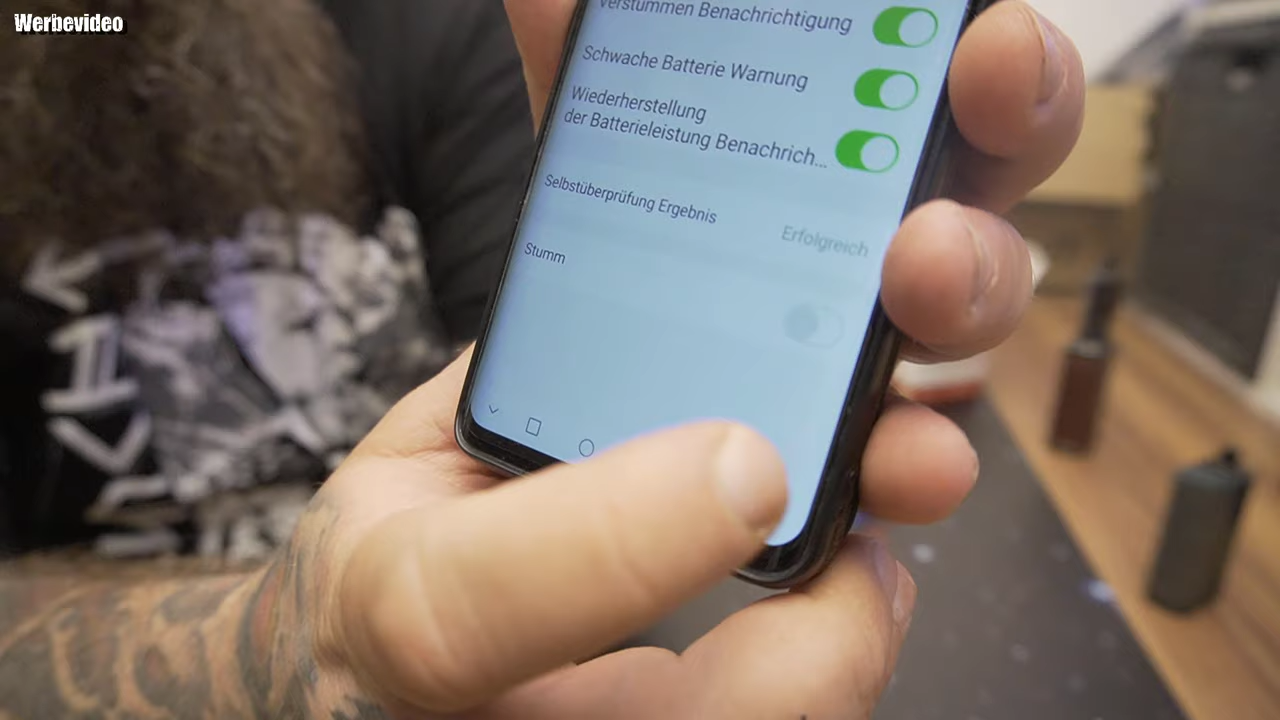 Werbevideo
Verstummen Benachrichtigung
Schwache Batterie Warnung
Wiederherstellung
der Batterieleistung Benachrich...
Selbstüberprüfung Ergebnis
Erfolgreich
Stumm